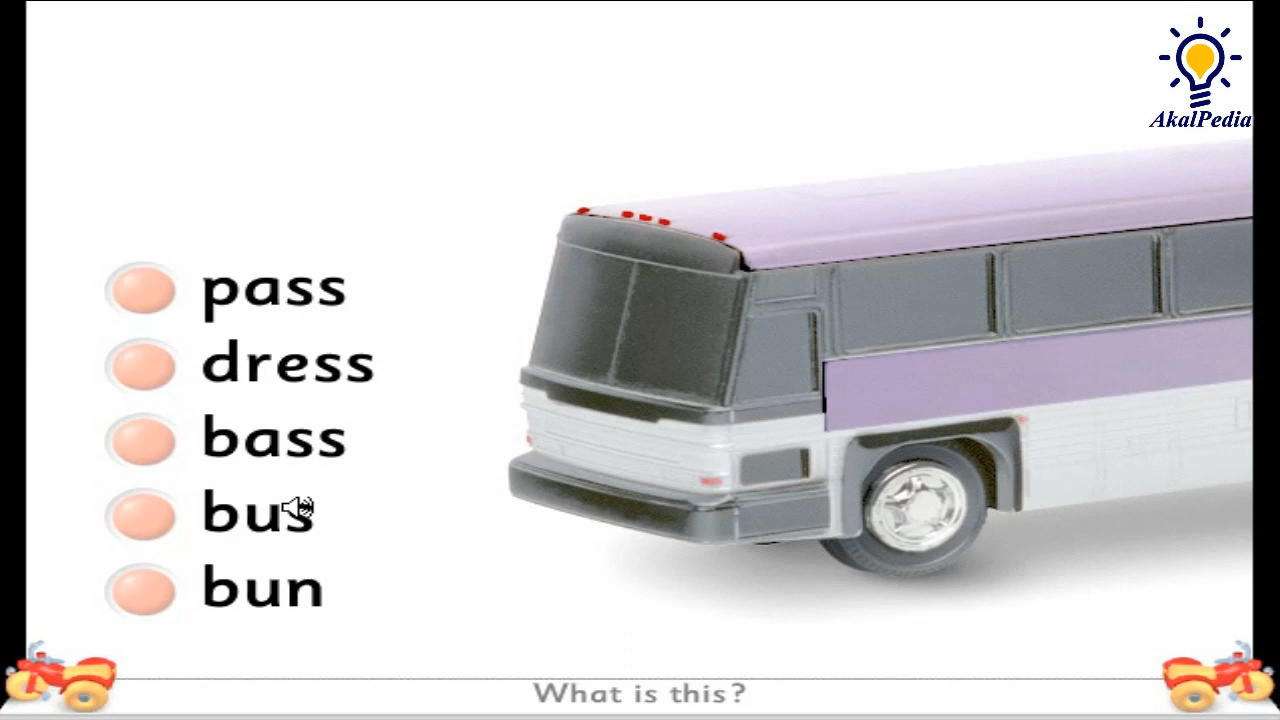 AkalPedia
pass
dress
bass
bus
bun
What is this?